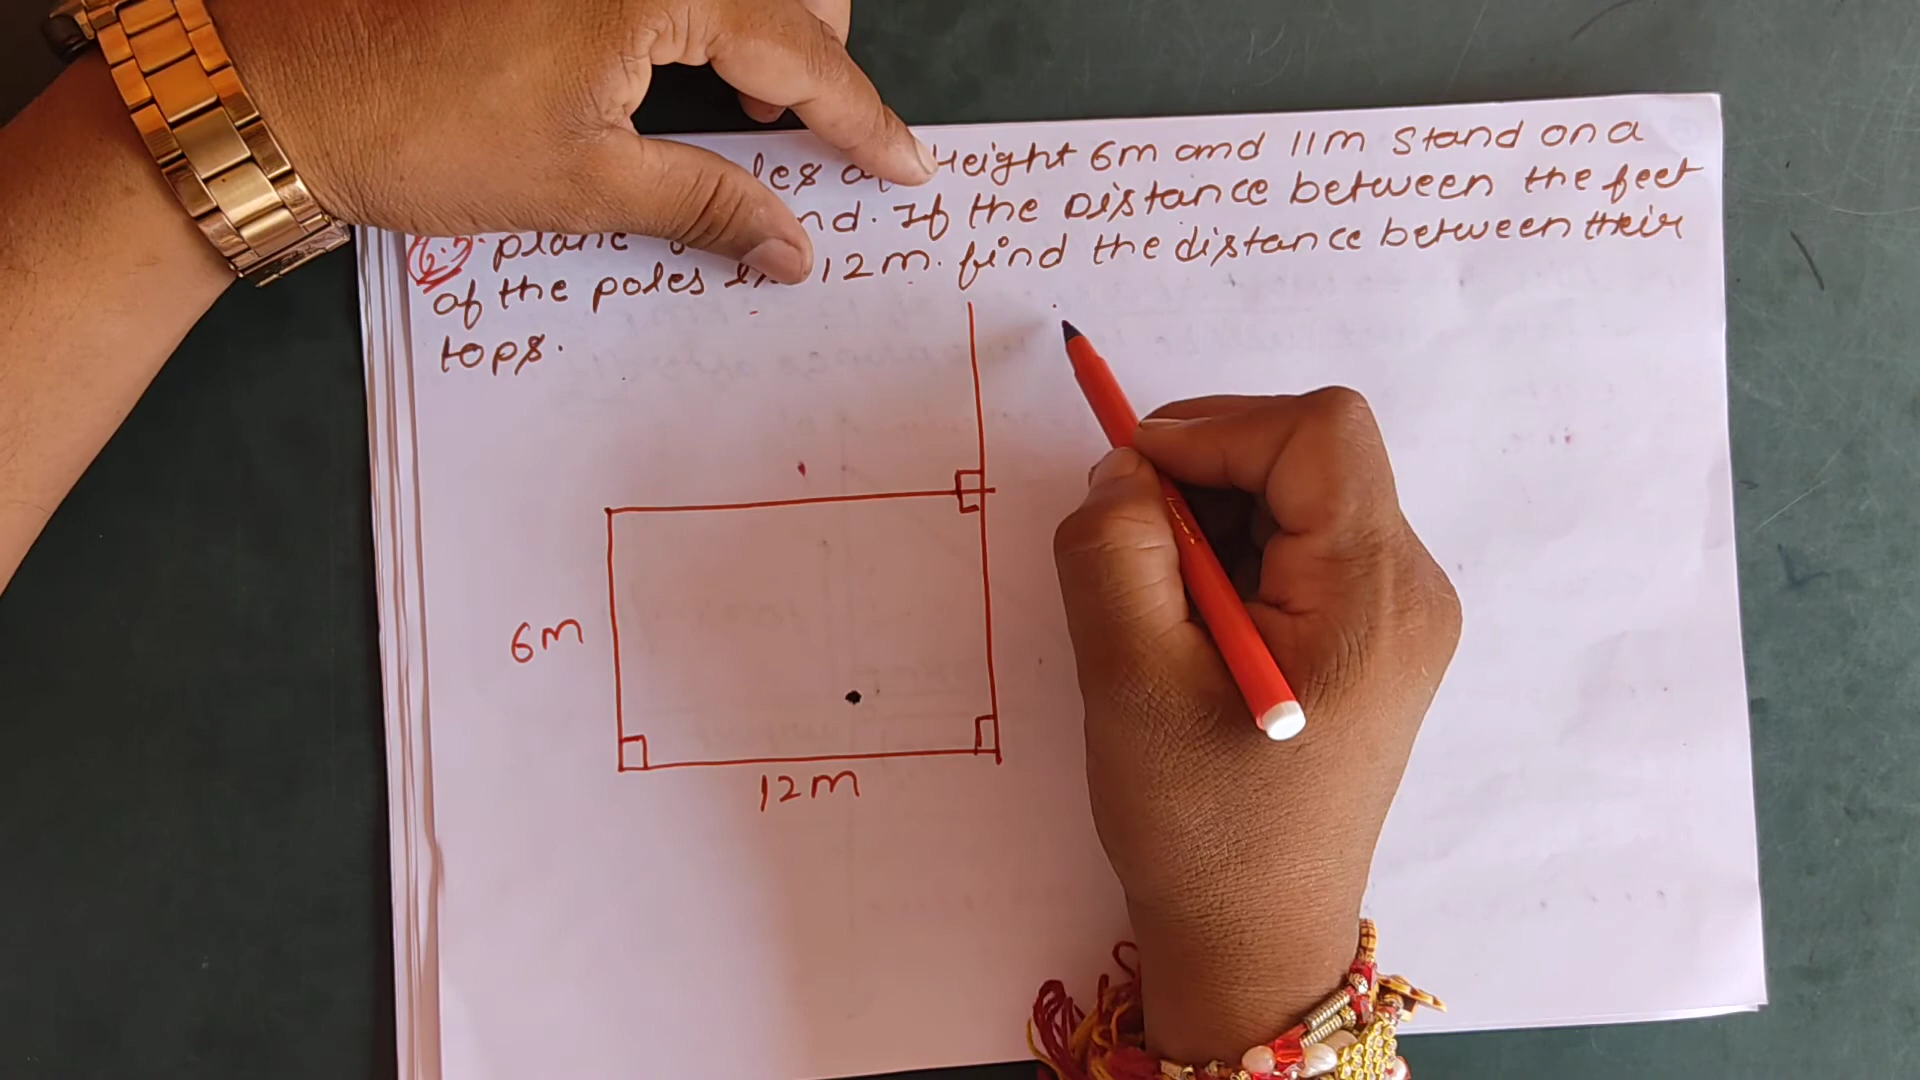 Height 6m and 11m stand on a
Q.3. plane If the Distance between the feet
of the poles 12m. find the distance between their
tops.
6m
12m